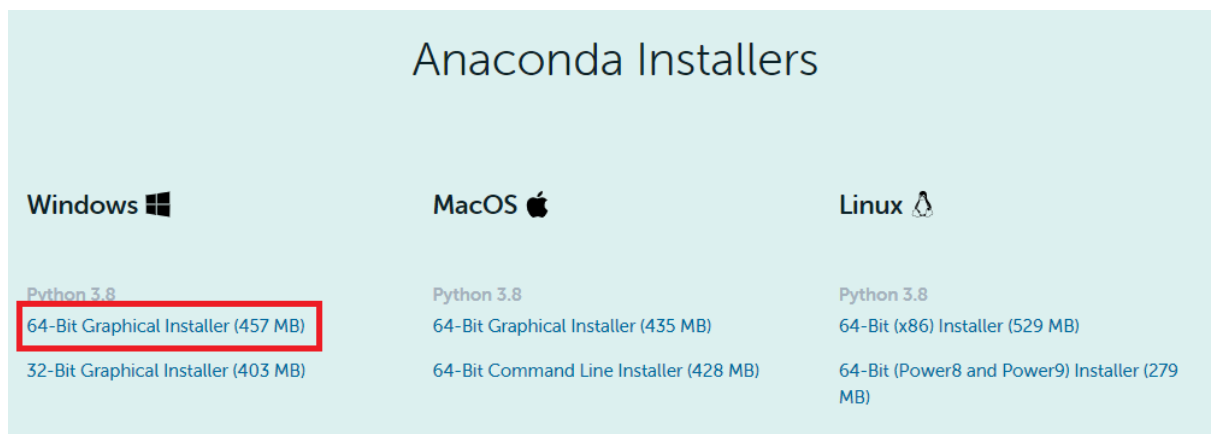 Anaconda Installers
Windows
Python 3.8
64-Bit Graphical Installer (457 MB)
32-Bit Graphical Installer (403 MB)
MacOS
Python 3.8
64-Bit Graphical Installer (435 MB)
64-Bit Command Line Installer (428 MB)
Linux
Python 3.8
64-Bit (x86) Installer (529 MB)
64-Bit (Power8 and Power9) Installer (279
MB)